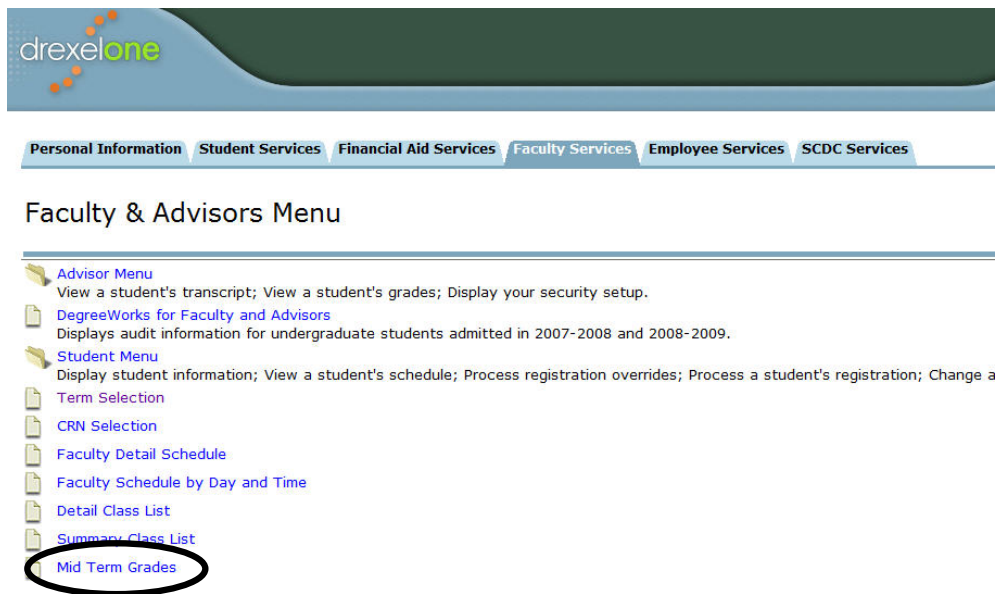 drexelone
Personal Information Student Services Financial Aid Services Faculty Services Employee Services SCDC Services
Faculty & Advisors Menu
Advisor Menu
View a student's transcript; View a student's grades; Display your security setup.
DegreeWorks for Faculty and Advisors
Displays audit information for undergraduate students admitted in 2007-2008 and 2008-2009.
Student Menu
Display student information; View a student's schedule; Process registration overrides; Process a student's registration; Change a
Term Selection
CRN Selection
Faculty Detail Schedule
Faculty Schedule by Day and Time
Detail Class List
Summary Class List
Mid Term Grades